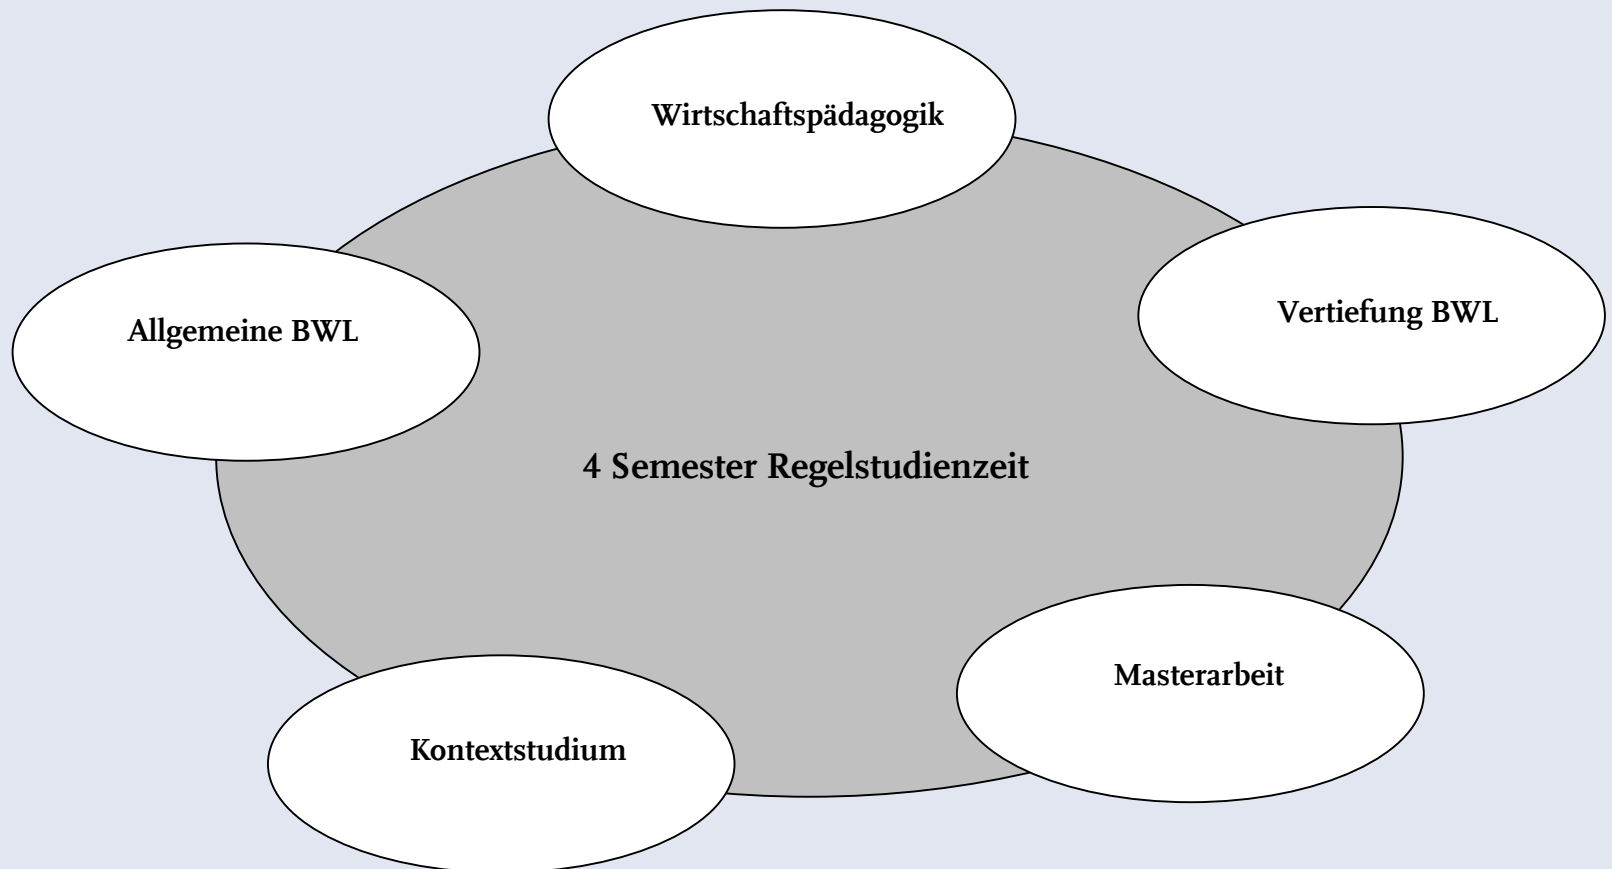 Wirtschaftspädagogik
Vertiefung BWL
Allgemeine BWL
4 Semester Regelstudienzeit
Masterarbeit
Kontextstudium